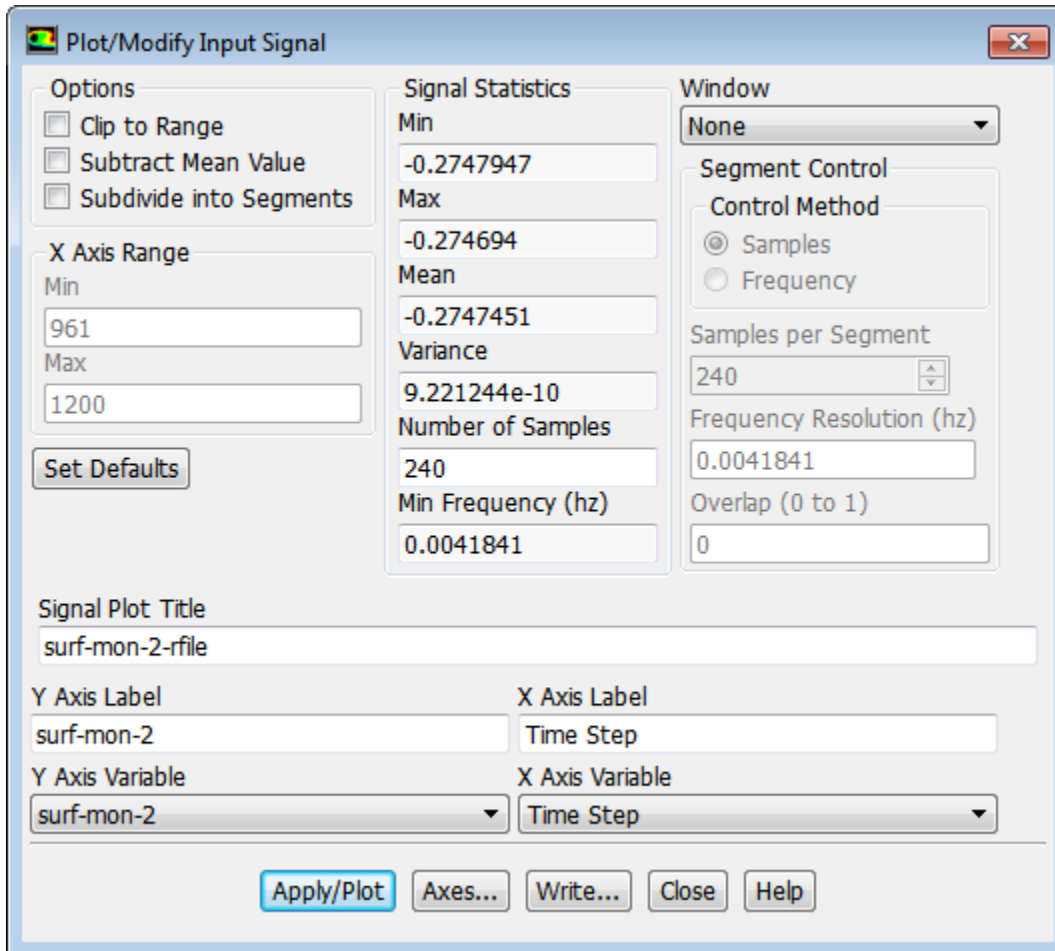 Plot/Modify Input Signal
Options
Clip to Range
Subtract Mean Value
Subdivide into Segments
X Axis Range
Min
961
Max
1200
Set Defaults
Signal Statistics
Min
-0.2747947
Max
-0.274694
Mean
-0.2747451
Variance
9.221244e-10
Number of Samples
240
Min Frequency (hz)
0.0041841
Window
None
Segment Control
Control Method
Samples
Frequency
Samples per Segment
240
Frequency Resolution (hz)
0.0041841
Overlap (0 to 1)
0
Signal Plot Title
surf-mon-2-rfile
Y Axis Label
surf-mon-2
X Axis Label
Time Step
Y Axis Variable
surf-mon-2
X Axis Variable
Time Step
Apply/Plot
Axes...
Write...
Close
Help